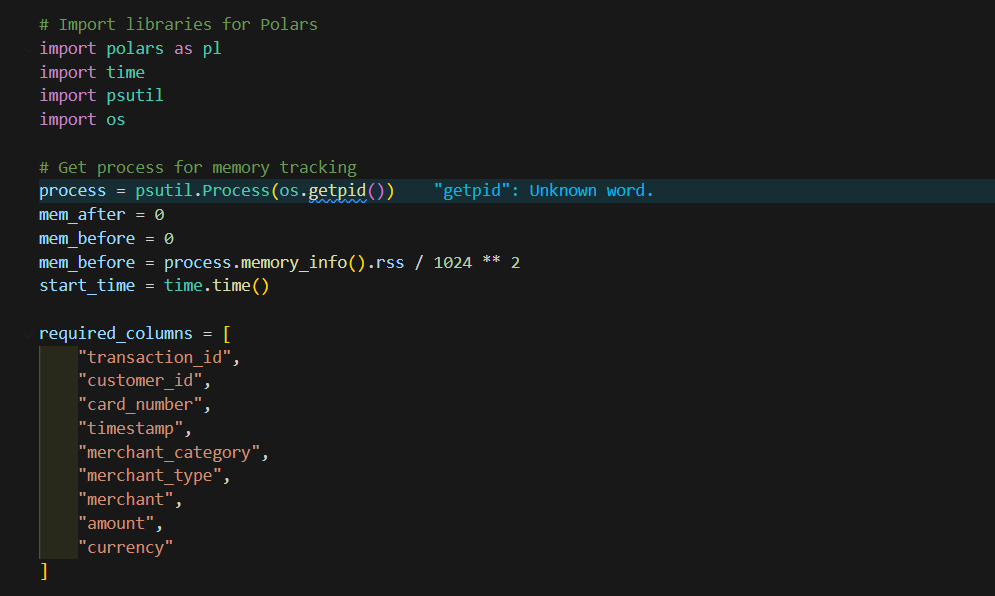 # Import libraries for Polars
import polars as pl
import time
import psutil
import os
# Get process for memory tracking
process = psutil.Process(os.getpid())    "getpid": Unknown word.
mem_after = 0
mem_before = 0
mem_before = process.memory_info().rss / 1024 ** 2
start_time = time.time()
required_columns = [
    "transaction_id",
    "customer_id",
    "card_number",
    "timestamp",
    "merchant_category",
    "merchant_type",
    "merchant",
    "amount",
    "currency"
]